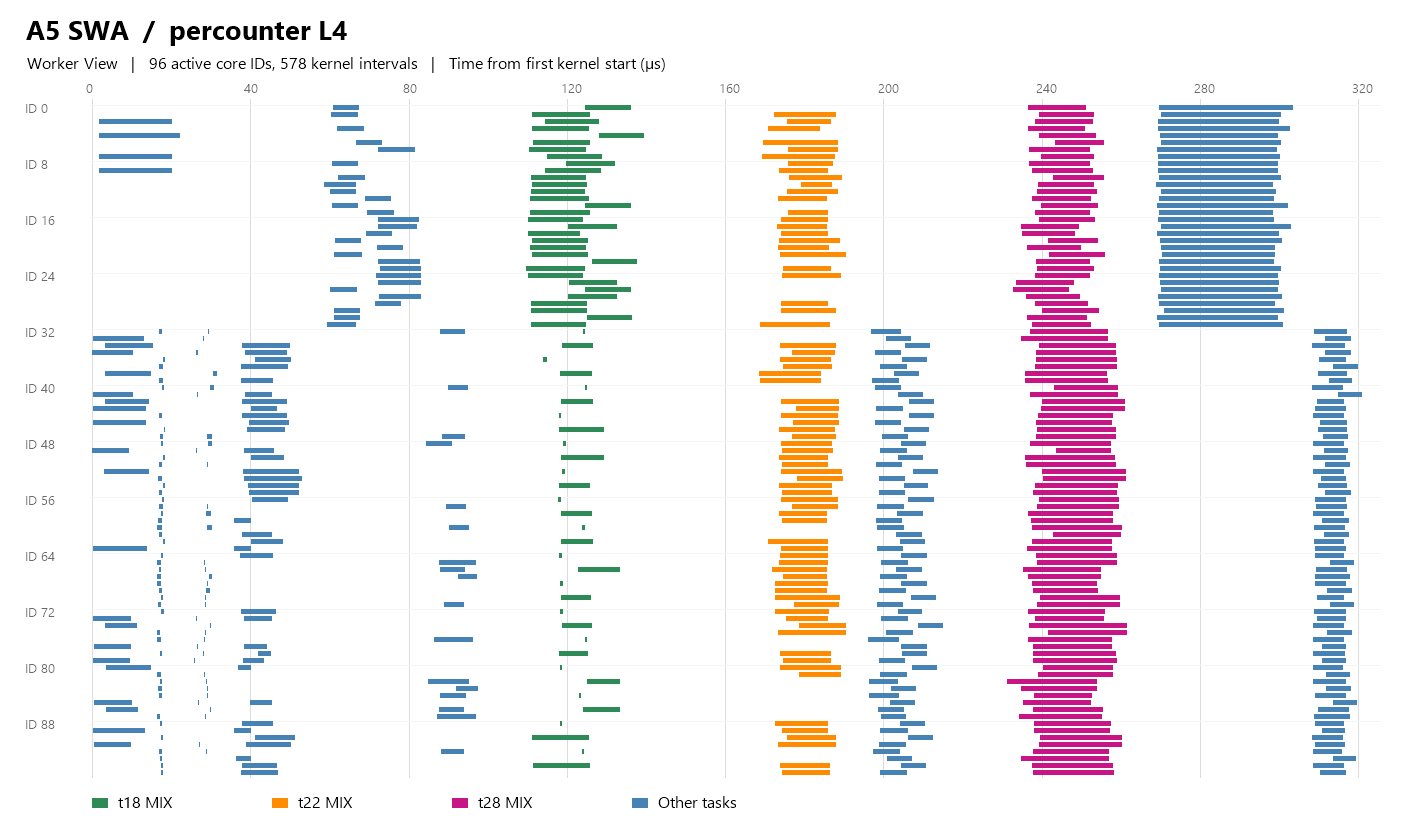 A5 SWA / percounter L4
Worker View | 96 active core IDs, 578 kernel intervals | Time from first kernel start (µs)
0 40 80 120 160 200 240 280 320
ID 0
ID 8
ID 16
ID 24
ID 32
ID 40
ID 48
ID 56
ID 64
ID 72
ID 80
ID 88
t18 MIX t22 MIX t28 MIX Other tasks